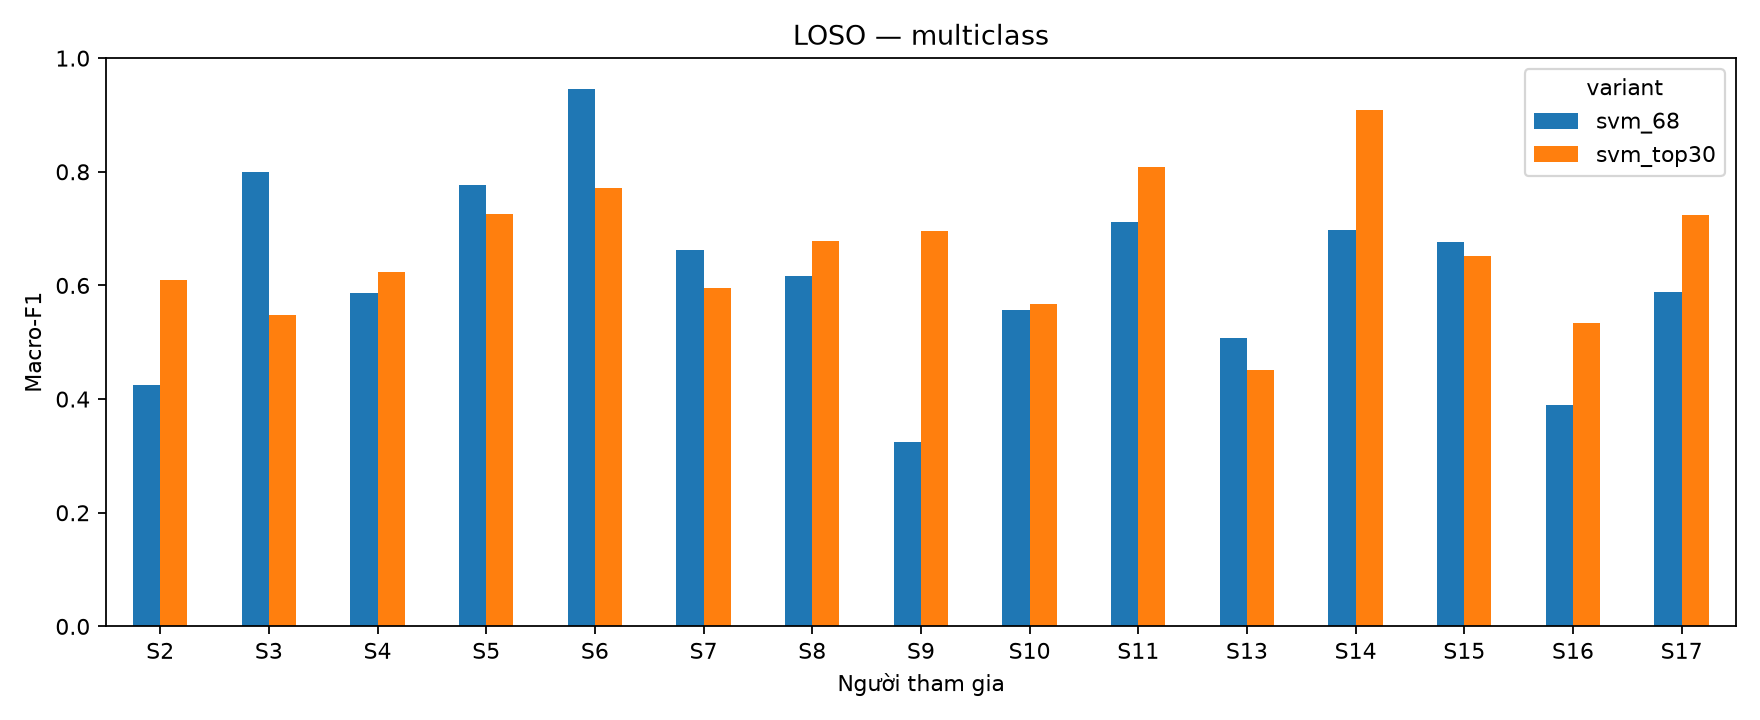 LOSO — multiclass
1.0
0.8
0.6
0.4
0.2
0.0
Macro-F1
variant
svm_68
svm_top30
S2 S3 S4 S5 S6 S7 S8 S9 S10 S11 S13 S14 S15 S16 S17
Người tham gia